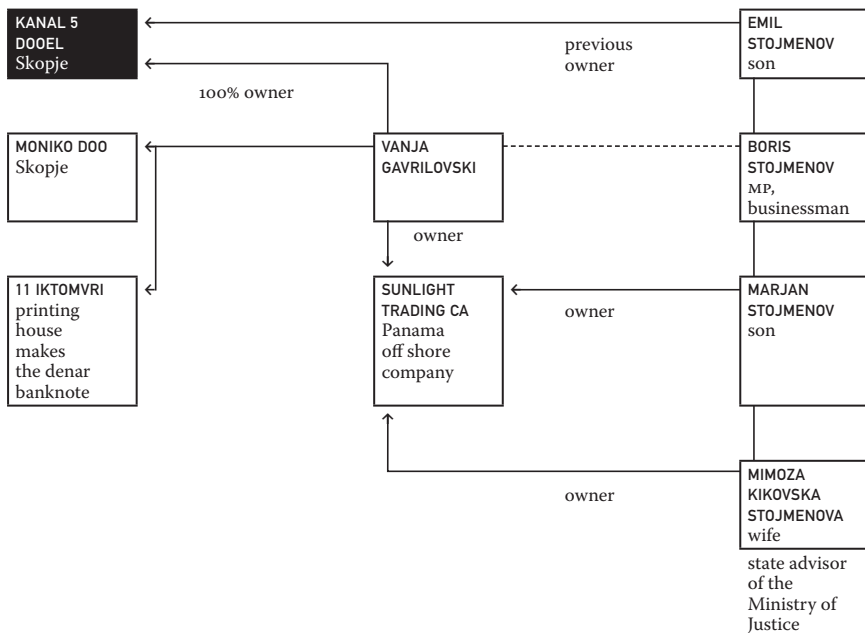 KANAL 5
DOOEL
Skopje
previous
owner
EMIL
STOJMENOV
son
100% owner
MONIKO DOO
Skopje
VANJA
GAVRILOVSKI
BORIS
STOJMENOV
MP,
businessman
owner
11 IKTOMVRI
printing
house
makes
the denar
banknote
SUNLIGHT
TRADING CA
Panama
off shore
company
owner
MARJAN
STOJMENOV
son
owner
MIMOZA
KIKOVSKA
STOJMENOVA
wife
state advisor
of the
Ministry of
Justice